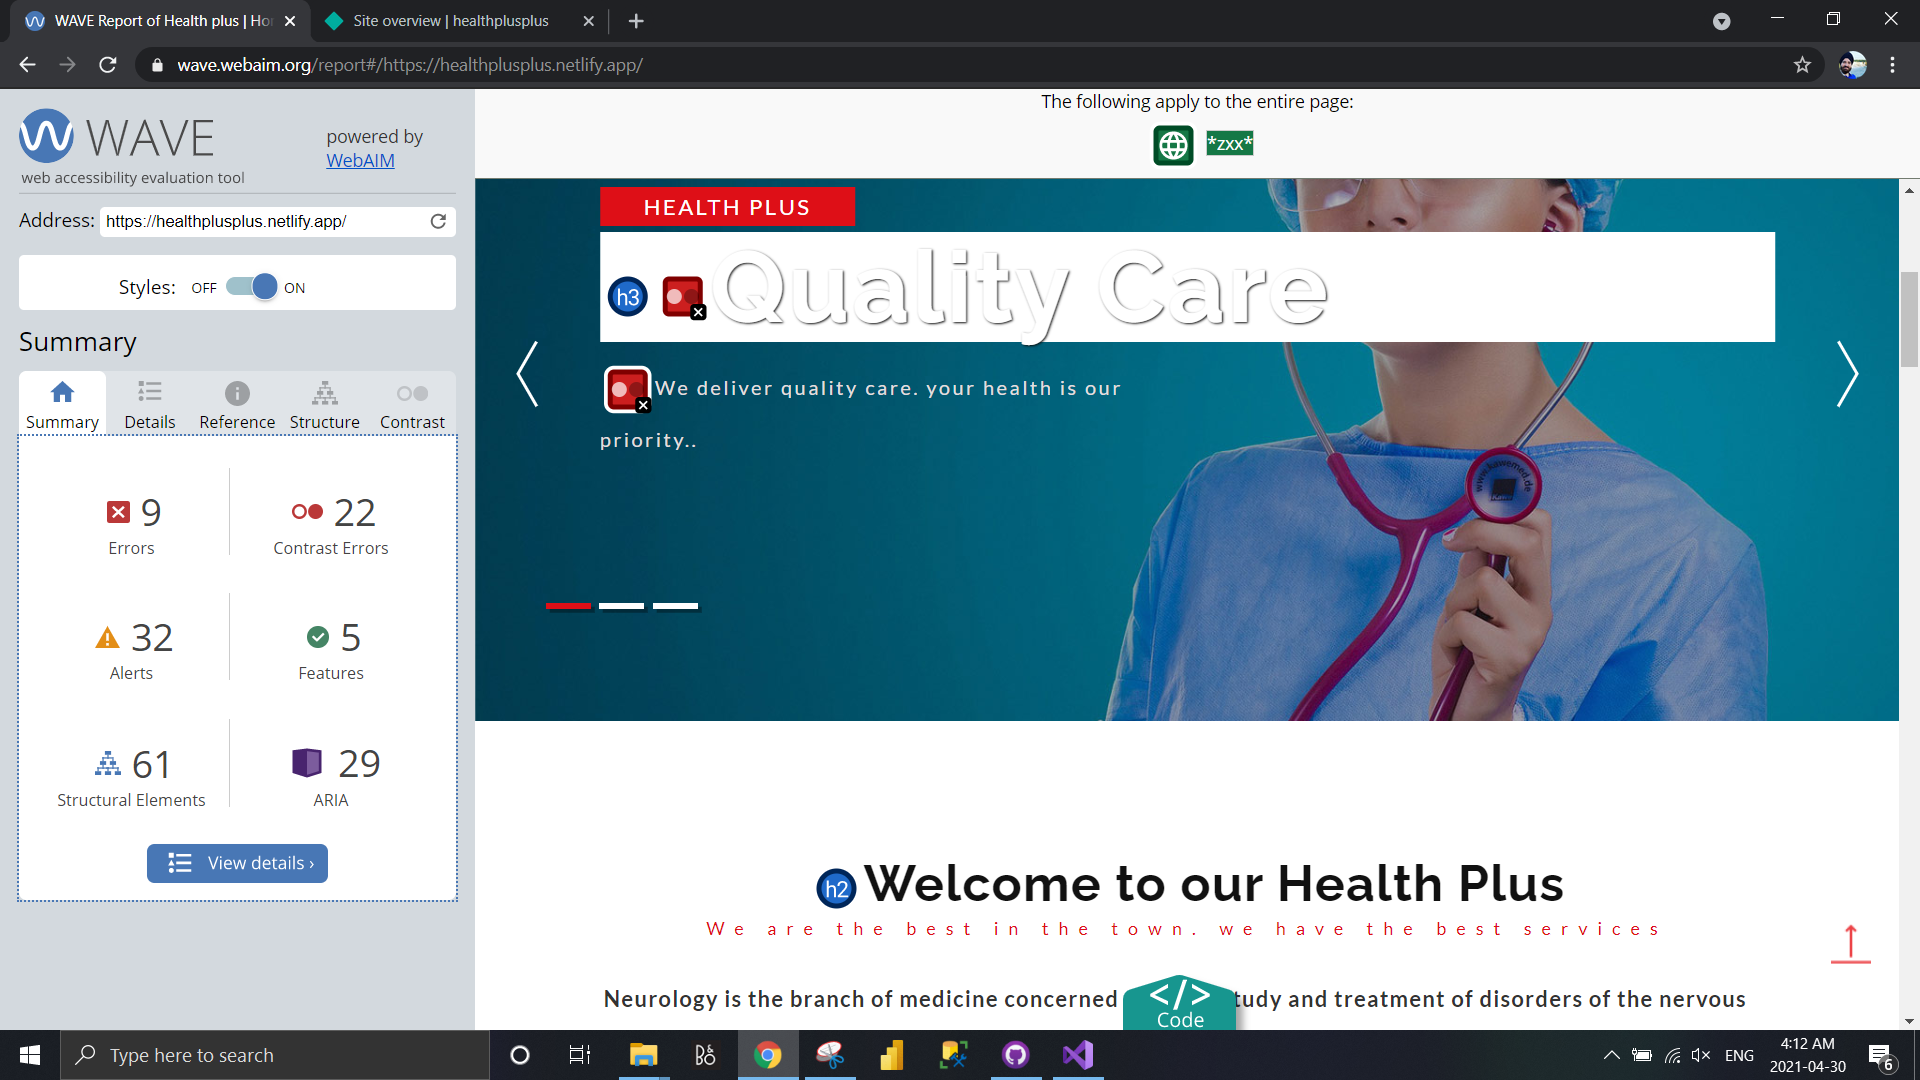 WAVE Report of Health plus | Ho
Site overview | healthplusplus
wave.webaim.org/report#/https://healthplusplus.netlify.app/
WAVE
powered by
WebAIM
web accessibility evaluation tool
Address: https://healthplusplus.netlify.app/
Styles: OFF ON
Summary
Summary Details Reference Structure Contrast
9 22
Errors Contrast Errors
32 5
Alerts Features
61 29
Structural Elements ARIA
View details ›
The following apply to the entire page:
*zxx*
HEALTH PLUS
h3 Quality Care
We deliver quality care. your health is our
priority..
www.kawemed.de
h2 Welcome to our Health Plus
We are the best in the town. we have the best services
Neurology is the branch of medicine concerned tudy and treatment of disorders of the nervous
</>
Code
Type here to search
ENG
4:12 AM
2021-04-30
6